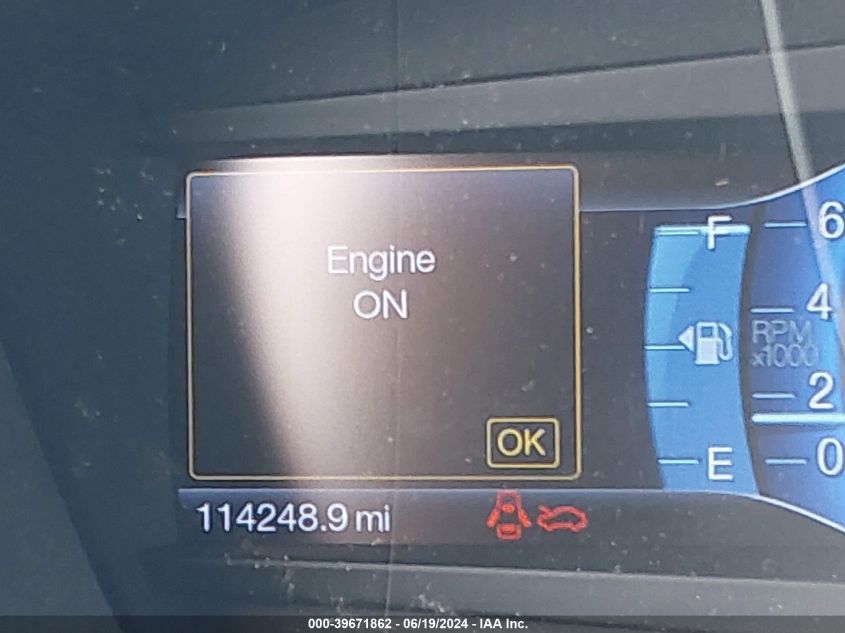 Engine
ON
OK
114248.9 mi
F
E
RPM
x1000
6
4
2
0
000-39671862 - 06/19/2024 - IAA Inc.